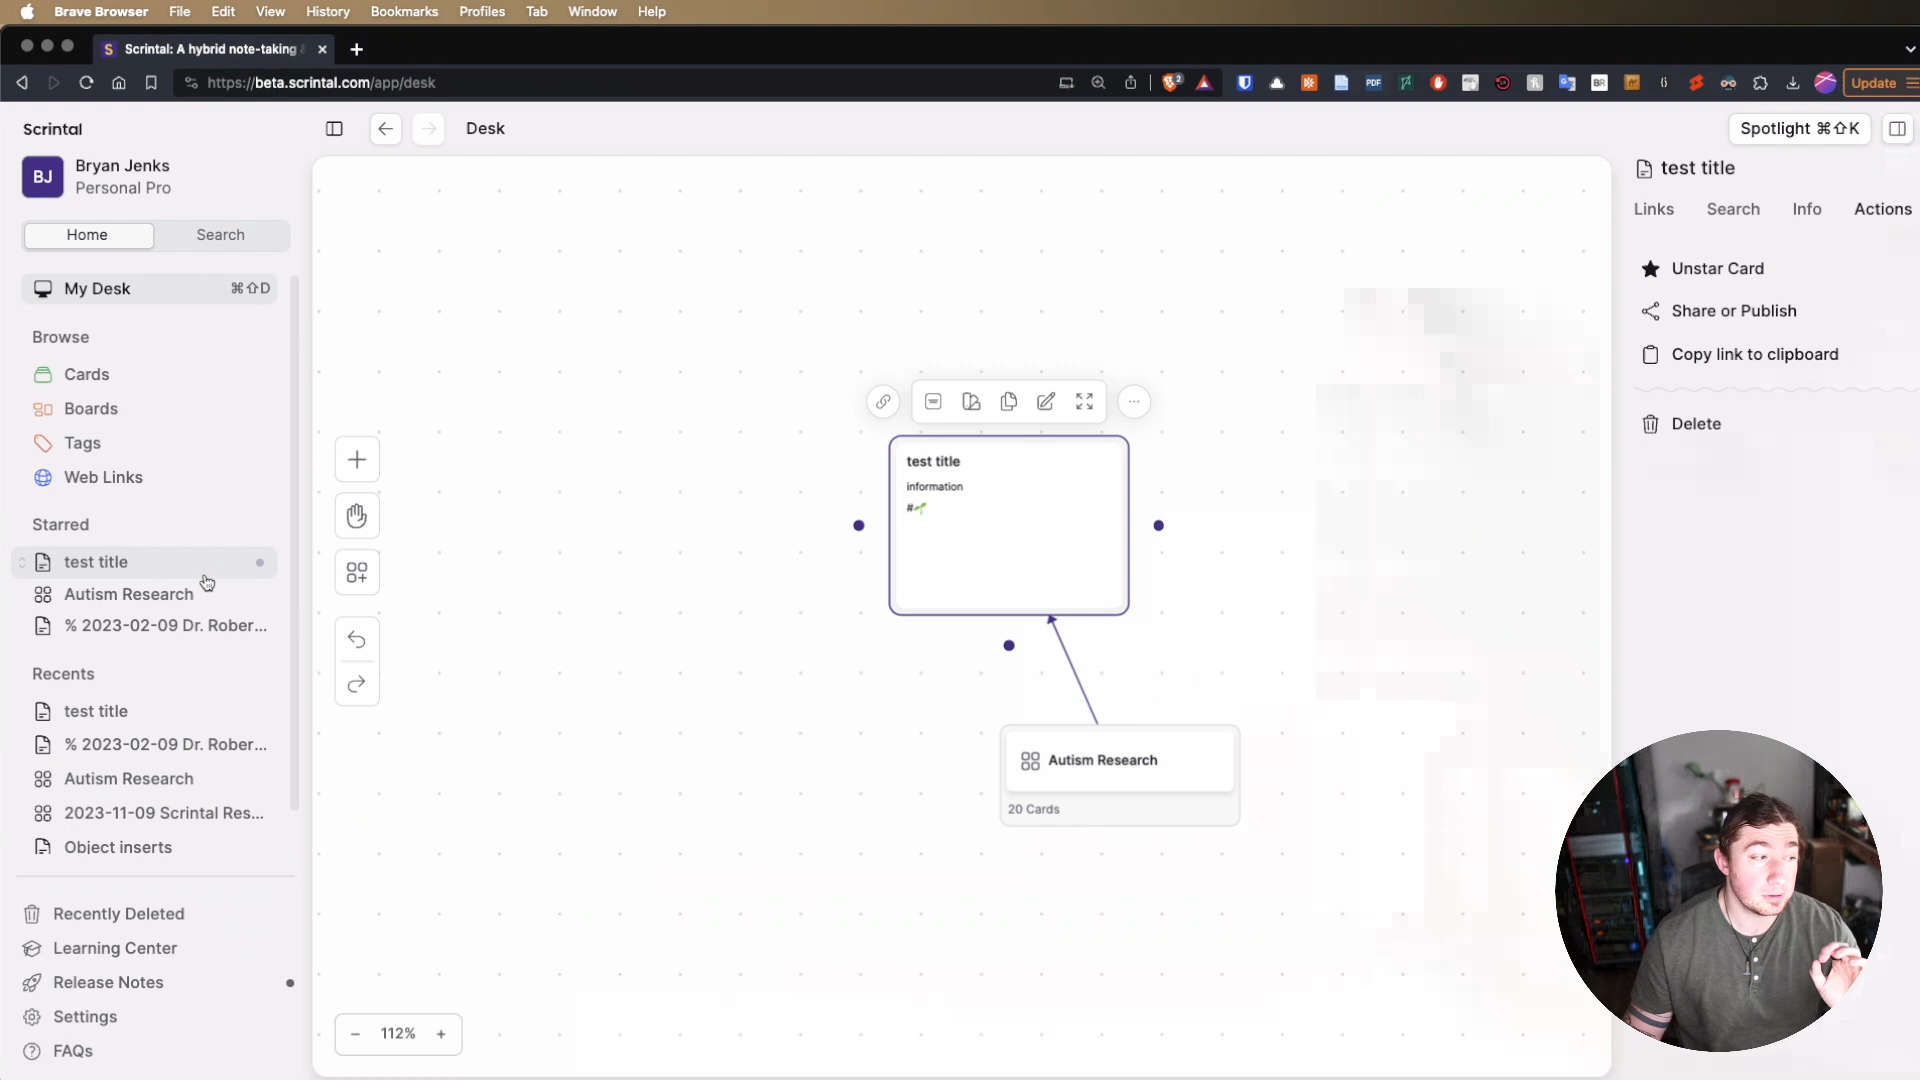 Brave Browser File Edit View History Bookmarks Profiles Tab Window Help
S Scrintal: A hybrid note-taking
https://beta.scrintal.com/app/desk
2
PDF
BR
Update
Scrintal
Desk
Spotlight ⌘⇧K
BJ
Bryan Jenks
Personal Pro
Home
Search
My Desk ⌘⇧D
Browse
Cards
Boards
Tags
Web Links
Starred
test title
Autism Research
% 2023-02-09 Dr. Rober...
Recents
test title
% 2023-02-09 Dr. Rober...
Autism Research
2023-11-09 Scrintal Res...
Object inserts
Recently Deleted
Learning Center
Release Notes
Settings
FAQs
test title
information
#🌱
Autism Research
20 Cards
− 112% +
test title
Links Search Info Actions
Unstar Card
Share or Publish
Copy link to clipboard
Delete